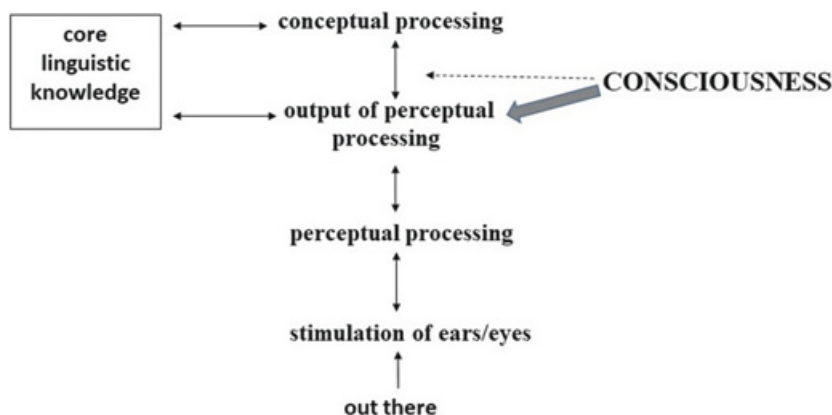 conceptual processing
core
linguistic
knowledge
CONSCIOUSNESS
output of perceptual
processing
perceptual processing
stimulation of ears/eyes
out there